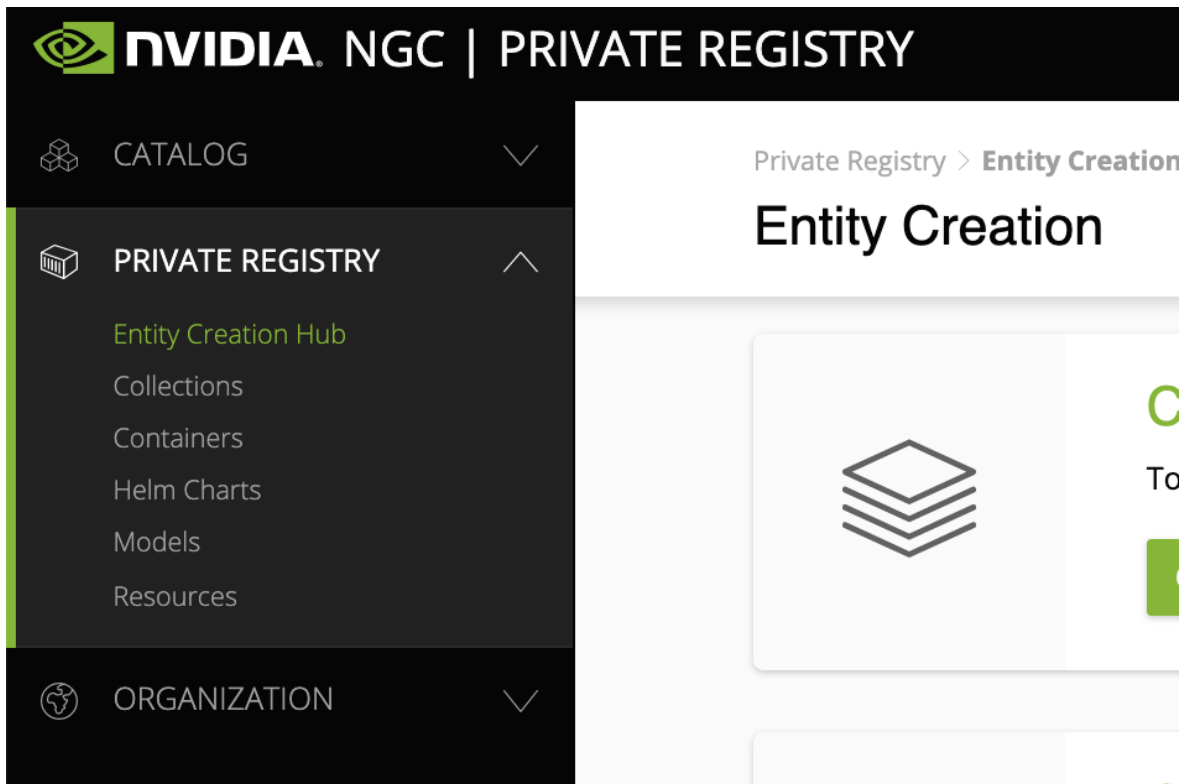 NVIDIA. NGC | PRIVATE REGISTRY
CATALOG
PRIVATE REGISTRY
Entity Creation Hub
Collections
Containers
Helm Charts
Models
Resources
ORGANIZATION
Private Registry > Entity Creation
Entity Creation
To